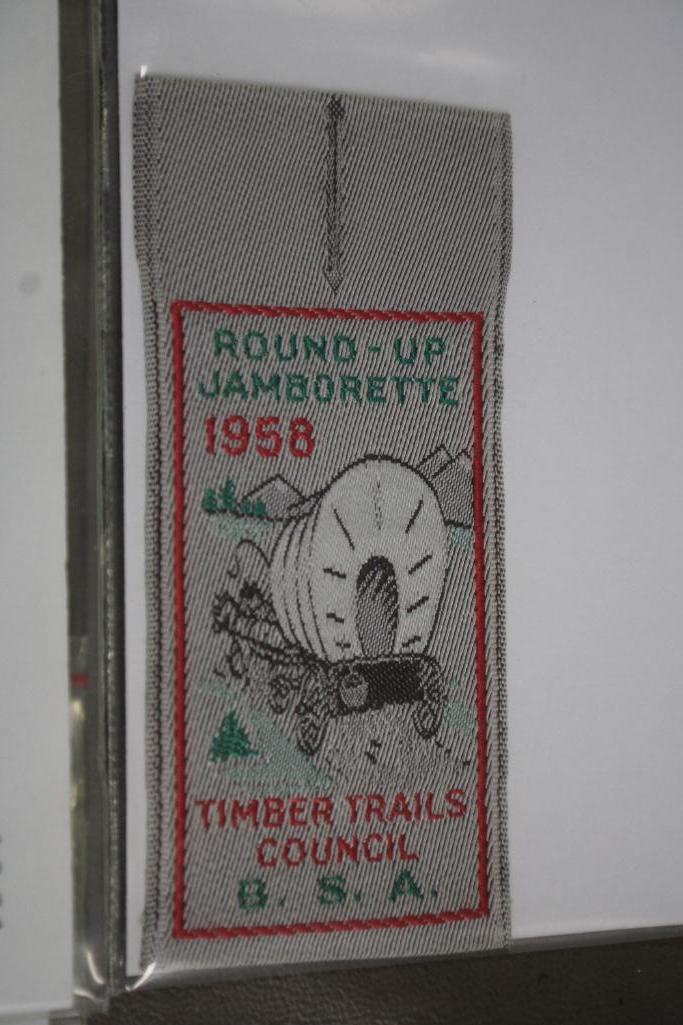 ROUND-UP
JAMBORETTE
1958
TIMBER TRAILS
COUNCIL
B. S. A.